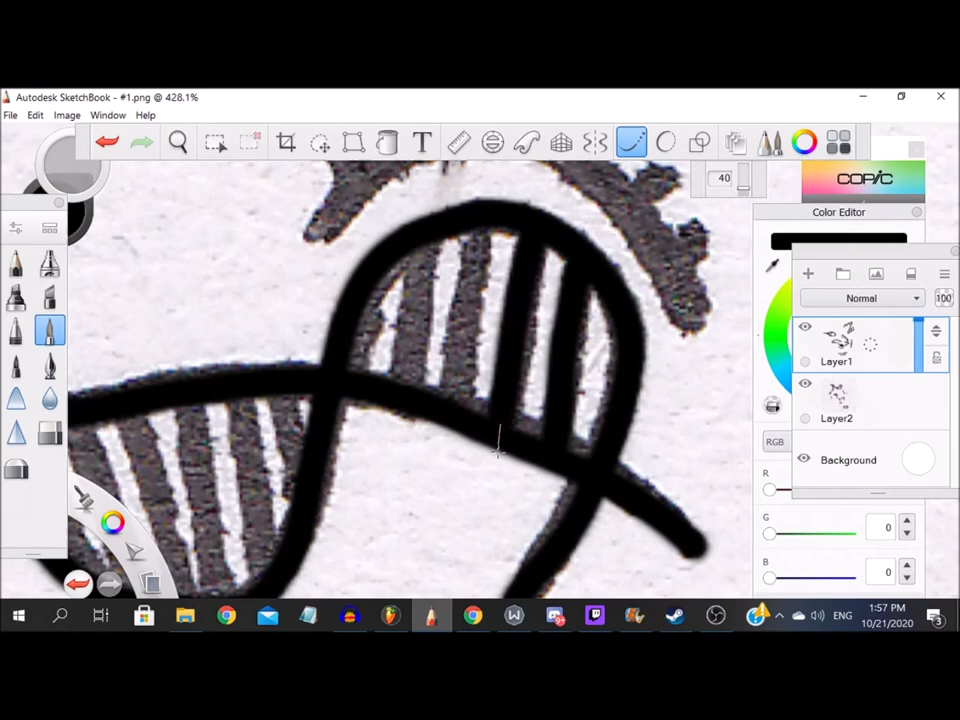 Autodesk SketchBook - #1.png @ 428.1%
File Edit Image Window Help
T
40
COPIC
Color Editor
Normal
100
Layer1
Layer2
Background
RGB
R
G 0
B 0
ENG
1:57 PM
10/21/2020
3